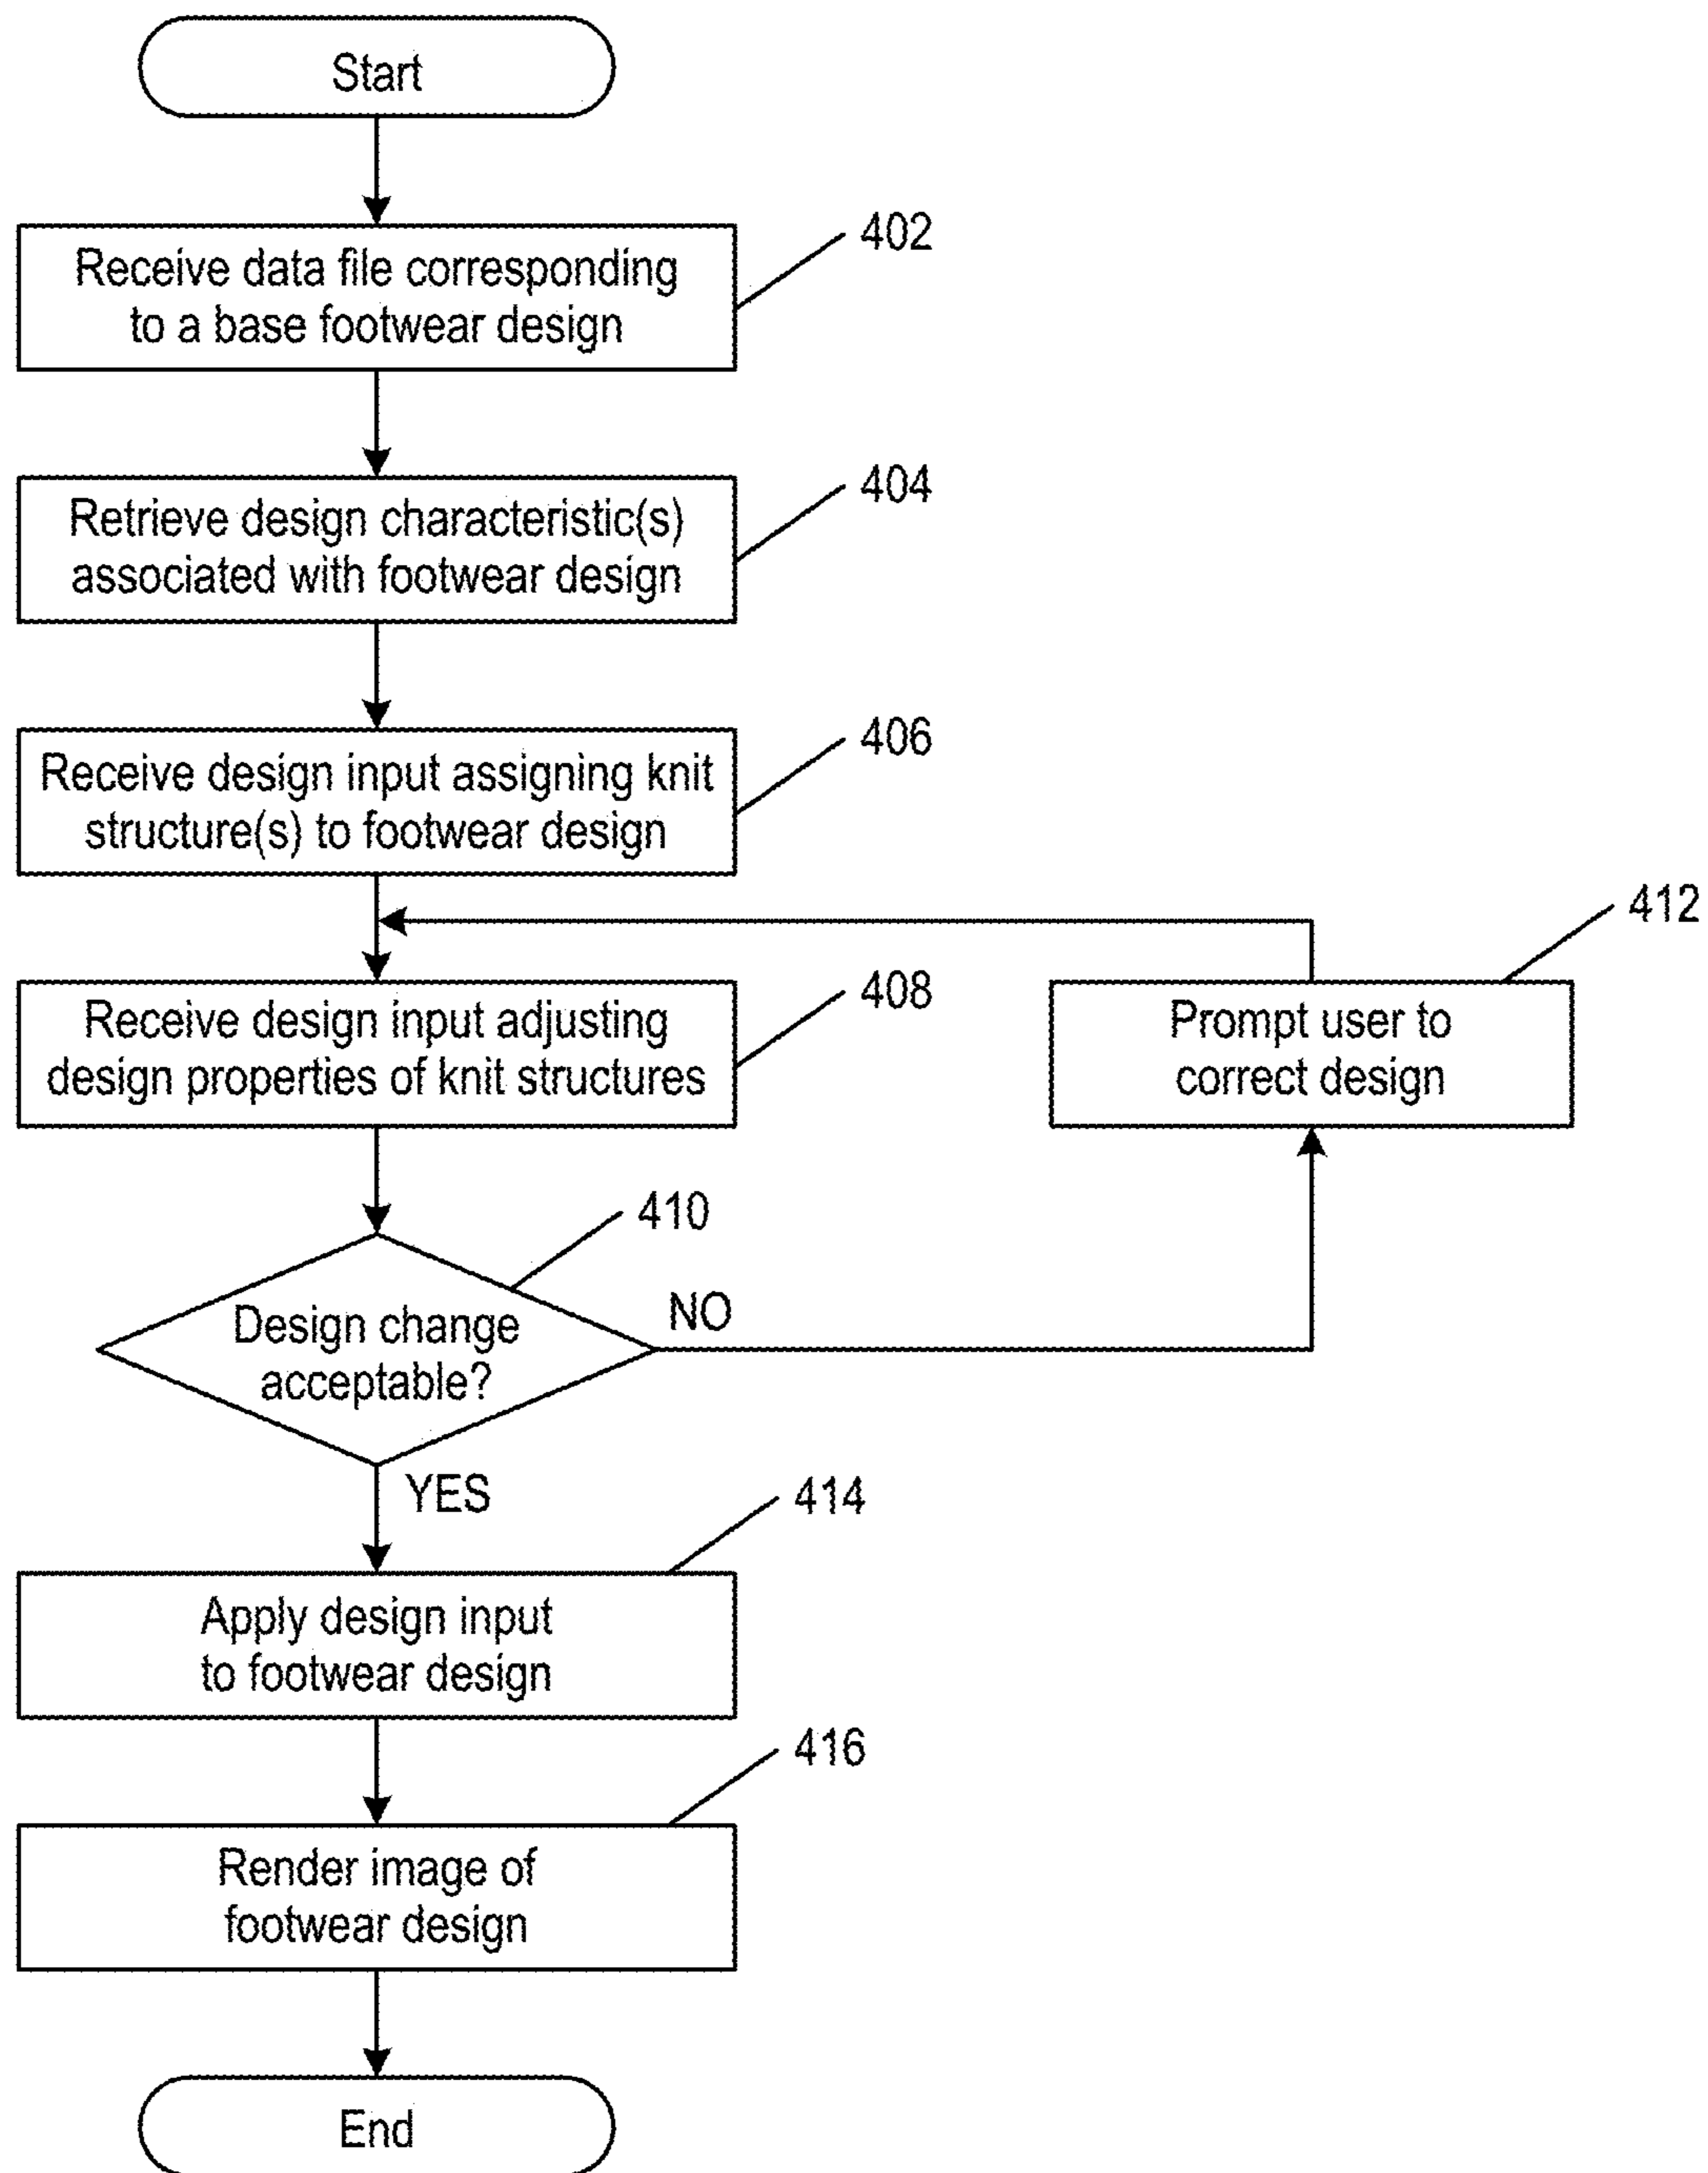 Start
402
Receive data file corresponding
to a base footwear design
404
Retrieve design characteristic(s)
associated with footwear design
406
Receive design input assigning knit
structure(s) to footwear design
412
408
Receive design input adjusting
design properties of knit structures
Prompt user to
correct design
410
Design change
acceptable?
NO
YES
414
Apply design input
to footwear design
416
Render image of
footwear design
End